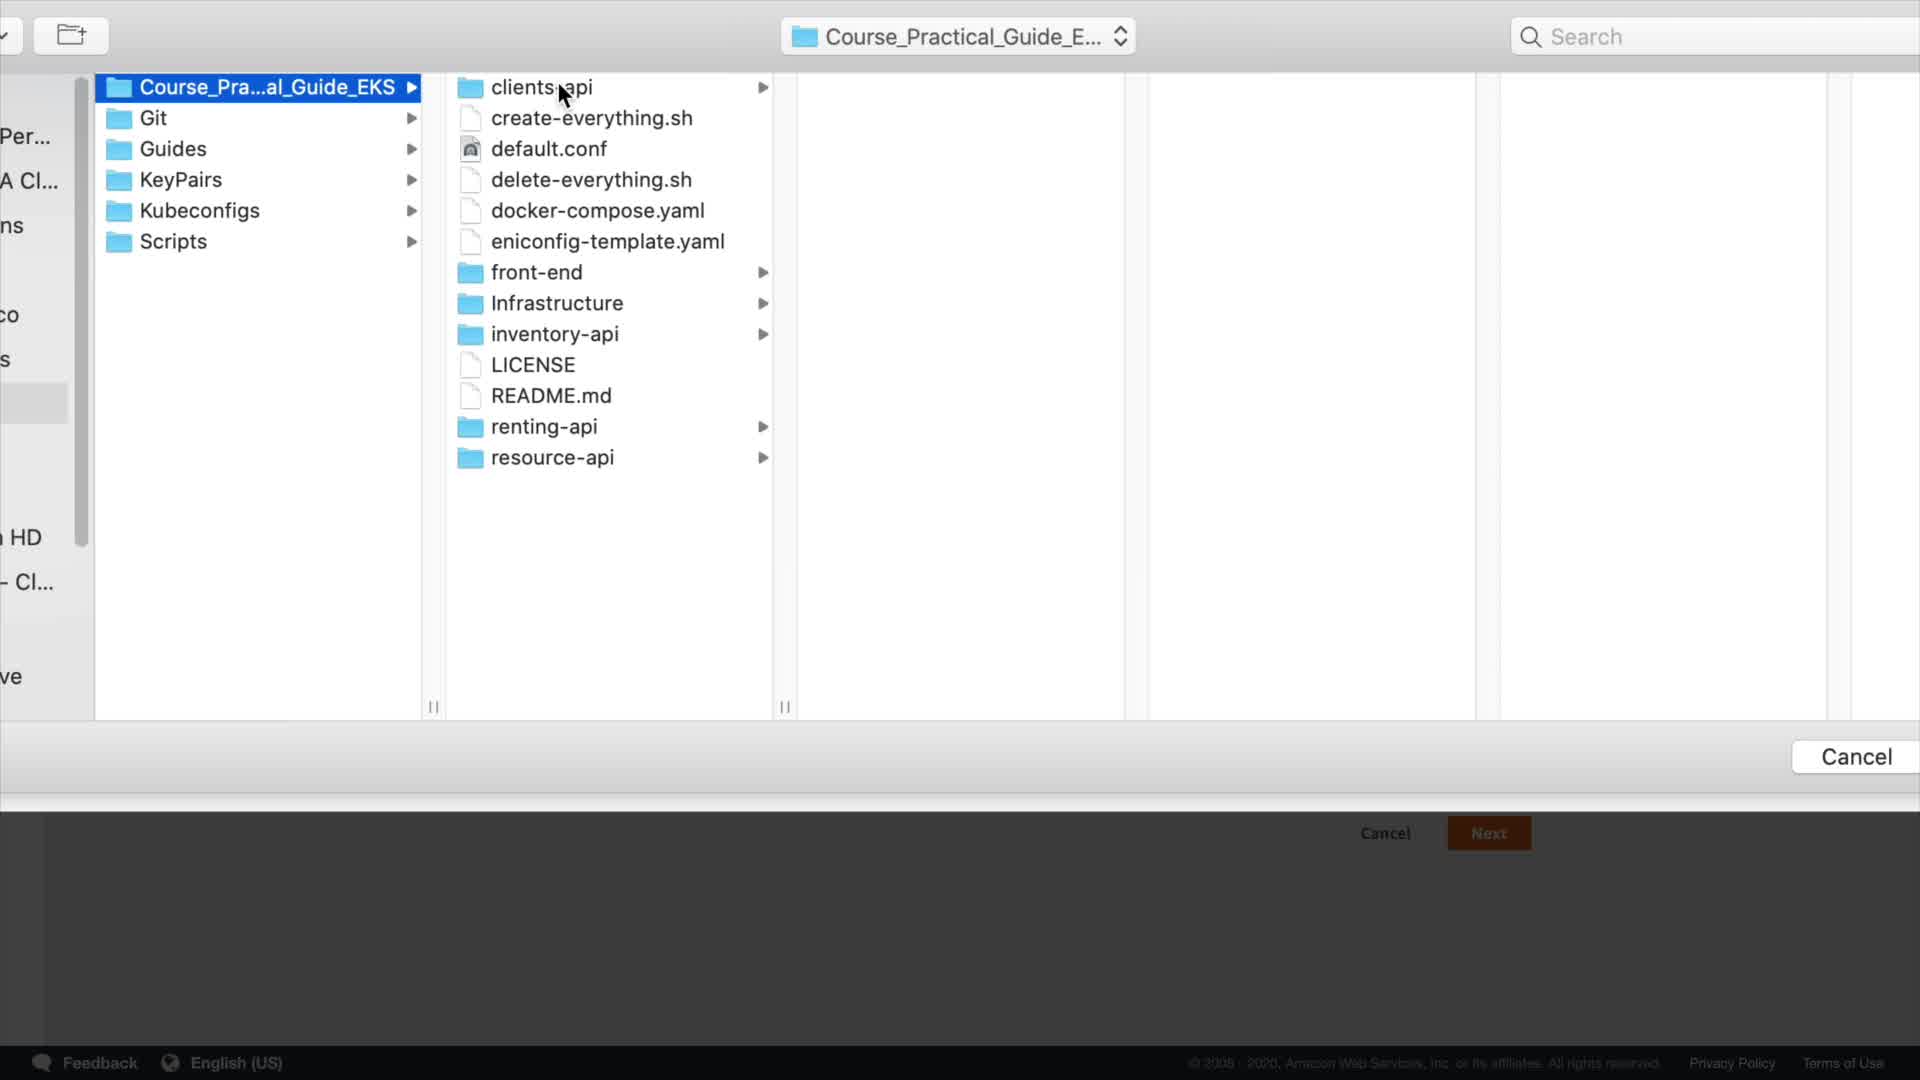 Course_Practical_Guide_E...
Search
Per...
A Cl...
ns
co
s
HD
- Cl...
ve
Course_Pra...al_Guide_EKS
Git
Guides
KeyPairs
Kubeconfigs
Scripts
clients-api
create-everything.sh
default.conf
delete-everything.sh
docker-compose.yaml
eniconfig-template.yaml
front-end
Infrastructure
inventory-api
LICENSE
README.md
renting-api
resource-api
Cancel
Cancel Next
Feedback English (US) © 2008 - 2020, Amazon Web Services, Inc. or its affiliates. All rights reserved. Privacy Policy Terms of Use